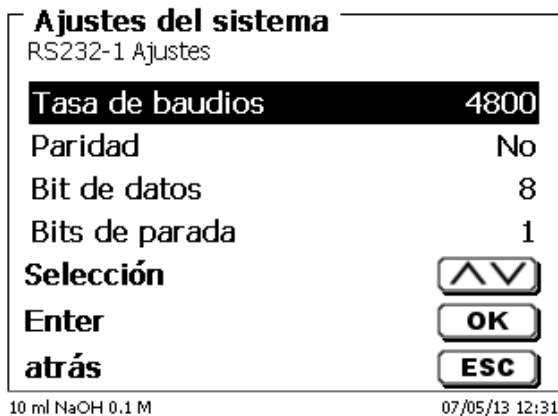 Ajustes del sistema
RS232-1 Ajustes
Tasa de baudios 4800
Paridad No
Bit de datos 8
Bits de parada 1
Selección
Enter OK
atrás ESC
10 ml NaOH 0.1 M 07/05/13 12:31